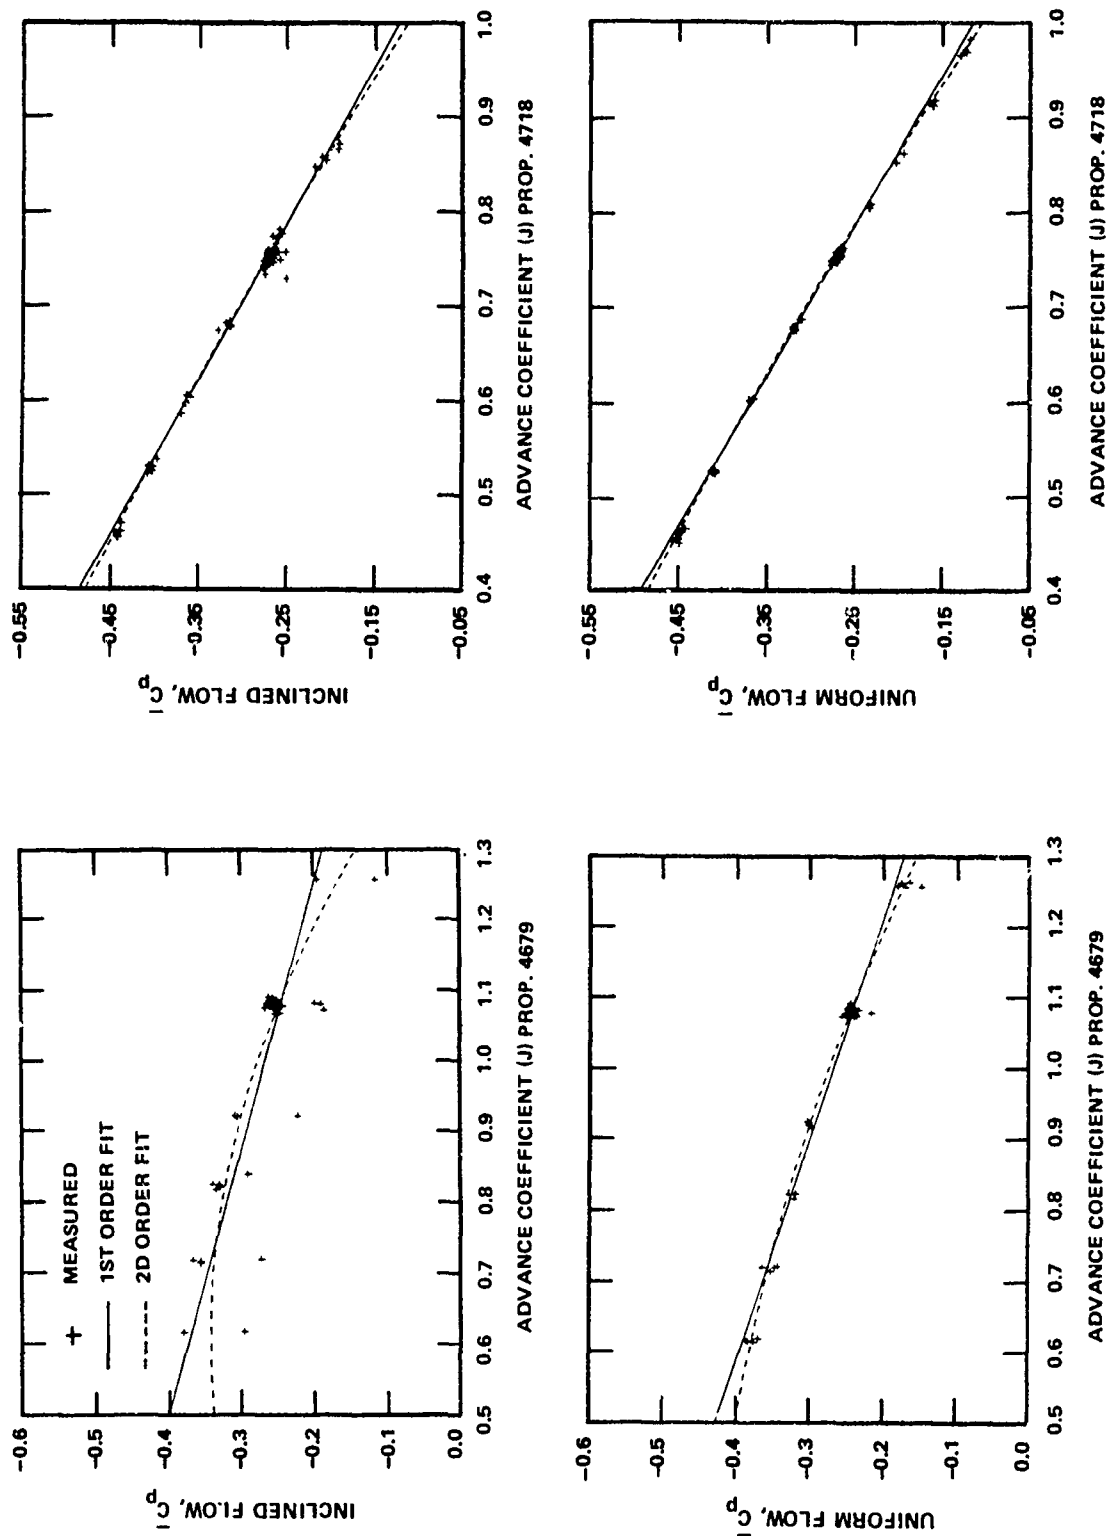 INCLINED FLOW, C̄p
−0.6
−0.5
−0.4
−0.3
−0.2
−0.1
0.0
+ MEASURED
1ST ORDER FIT
2D ORDER FIT
0.5 0.6 0.7 0.8 0.9 1.0 1.1 1.2 1.3
ADVANCE COEFFICIENT (J) PROP. 4679
INCLINED FLOW, C̄p
−0.55
−0.45
−0.35
−0.25
−0.15
−0.05
0.4 0.5 0.6 0.7 0.8 0.9 1.0
ADVANCE COEFFICIENT (J) PROP. 4718
UNIFORM FLOW, C̄p
−0.6
−0.5
−0.4
−0.3
−0.2
−0.1
0.0
0.5 0.6 0.7 0.8 0.9 1.0 1.1 1.2 1.3
ADVANCE COEFFICIENT (J) PROP. 4679
UNIFORM FLOW, C̄p
−0.55
−0.45
−0.35
−0.25
−0.15
−0.05
0.4 0.5 0.6 0.7 0.8 0.9 1.0
ADVANCE COEFFICIENT (J) PROP. 4718